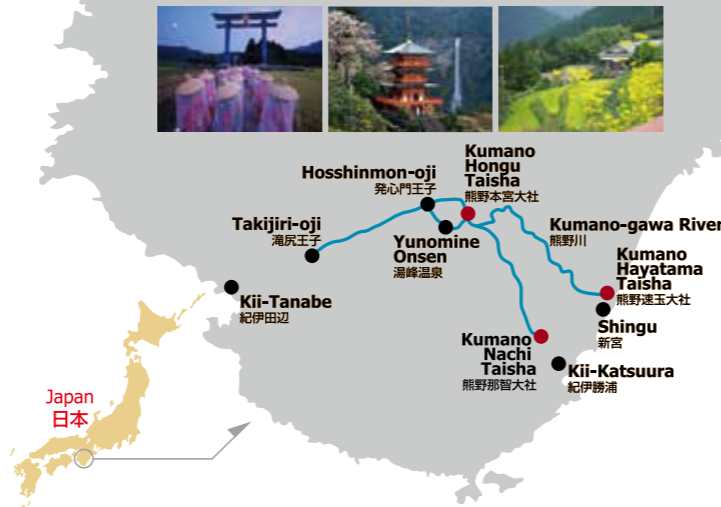 Kumano
Hongu
Taisha
熊野本宮大社
Hosshinmon-oji
発心門王子
Takijiri-oji
滝尻王子
Yunomine
Onsen
湯峰温泉
Kumano-gawa River
熊野川
Kumano
Hayatama
Taisha
熊野速玉大社
Kii-Tanabe
紀伊田辺
Shingu
新宮
Kumano
Nachi
Taisha
熊野那智大社
Kii-Katsuura
紀伊勝浦
Japan
日本